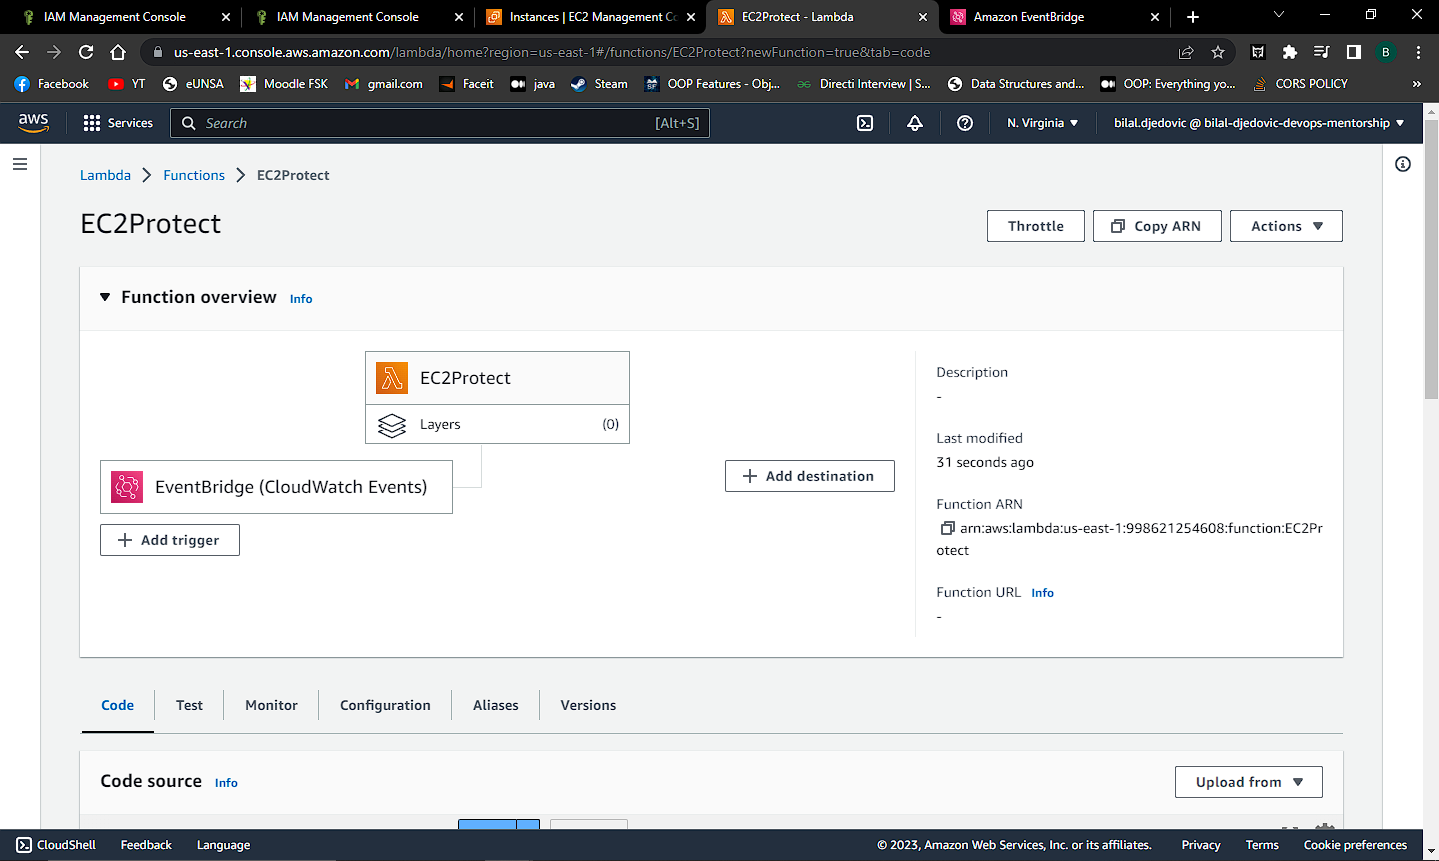 IAM Management Console
IAM Management Console
Instances | EC2 Management Co
EC2Protect - Lambda
Amazon EventBridge
us-east-1.console.aws.amazon.com/lambda/home?region=us-east-1#/functions/EC2Protect?newFunction=true&tab=code
B
Facebook
YT
eUNSA
Moodle FSK
gmail.com
Faceit
java
Steam
OOP Features - Obj...
Directi Interview | S...
Data Structures and...
OOP: Everything yo...
CORS POLICY
»
aws
Services
Search
[Alt+S]
N. Virginia
bilal.djedovic @ bilal-djedovic-devops-mentorship
Lambda
Functions
EC2Protect
EC2Protect
Throttle
Copy ARN
Actions
Function overview
Info
EC2Protect
Layers
(0)
EventBridge (CloudWatch Events)
+ Add trigger
+ Add destination
Description
-
Last modified
31 seconds ago
Function ARN
arn:aws:lambda:us-east-1:998621254608:function:EC2Pr
otect
Function URL
Info
-
Code
Test
Monitor
Configuration
Aliases
Versions
Code source
Info
Upload from
CloudShell
Feedback
Language
© 2023, Amazon Web Services, Inc. or its affiliates.
Privacy
Terms
Cookie preferences